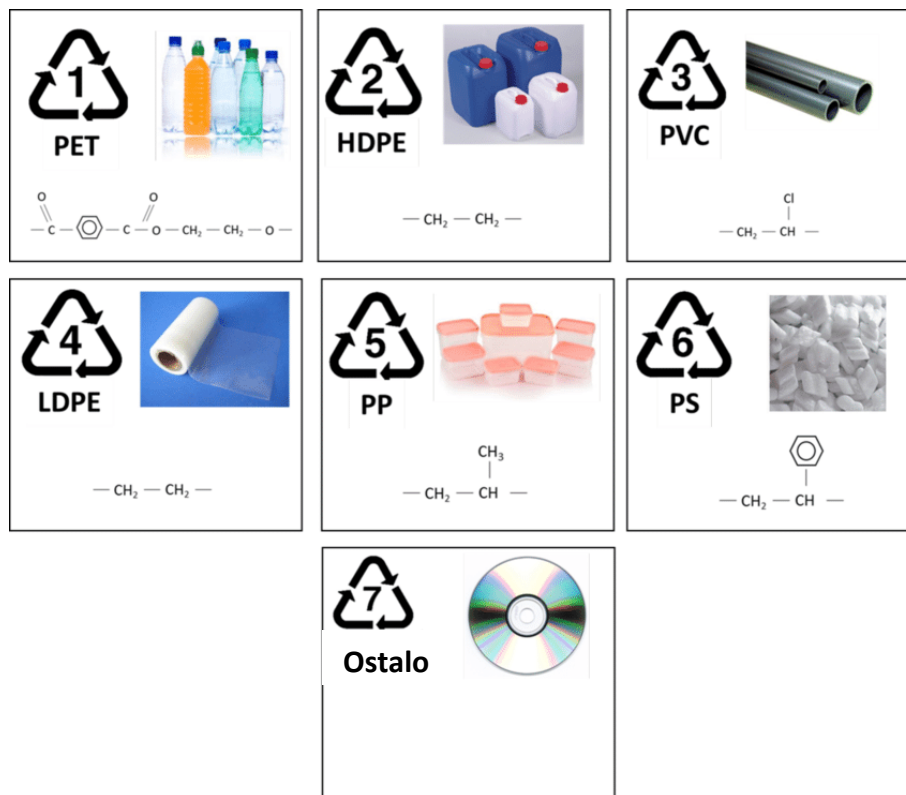 1
PET
O
O
— C — — C — O — CH₂ — CH₂ — O —
2
HDPE
— CH₂ — CH₂ —
3
PVC
Cl
— CH₂ — CH —
4
LDPE
— CH₂ — CH₂ —
5
PP
CH₃
— CH₂ — CH —
6
PS
— CH₂ — CH —
7
Ostalo